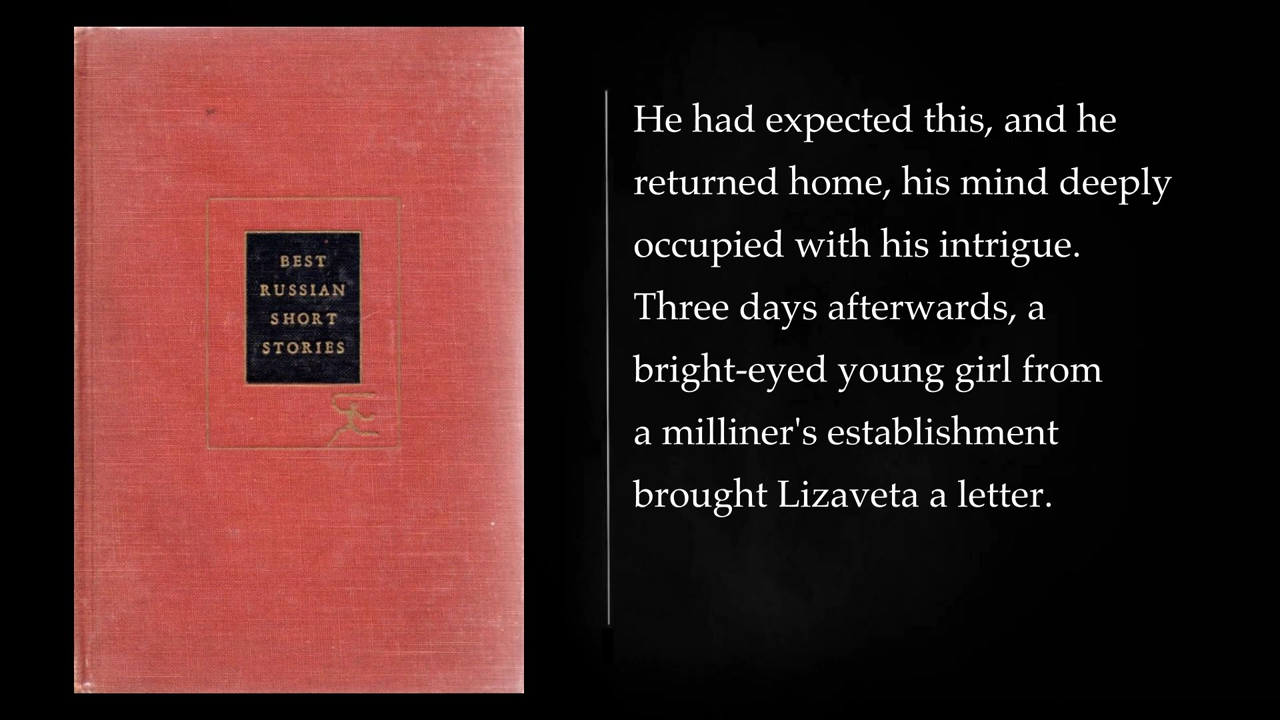 BEST
RUSSIAN
SHORT
STORIES
He had expected this, and he
returned home, his mind deeply
occupied with his intrigue.
Three days afterwards, a
bright-eyed young girl from
a milliner's establishment
brought Lizaveta a letter.